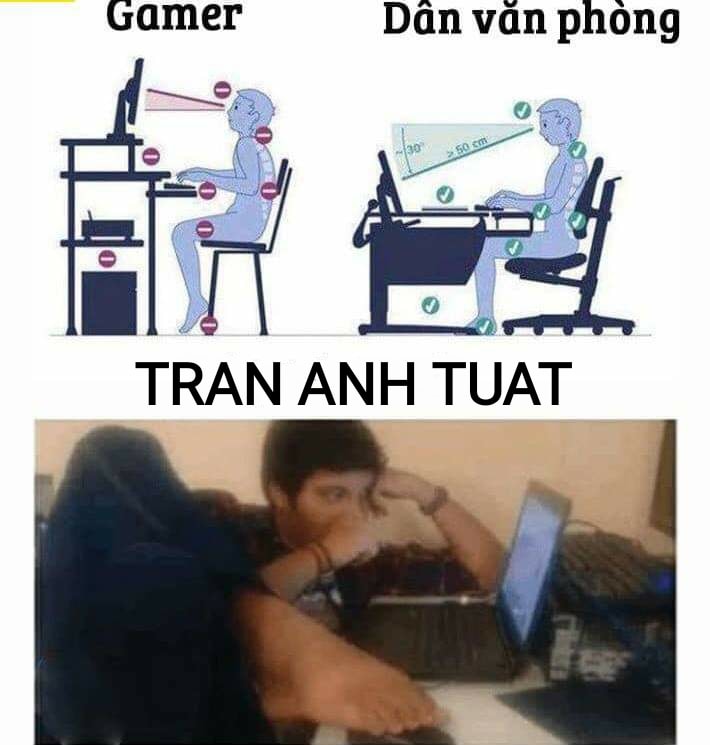 Gamer
Dân văn phòng
~30°
≥ 50 cm
TRAN ANH TUAT